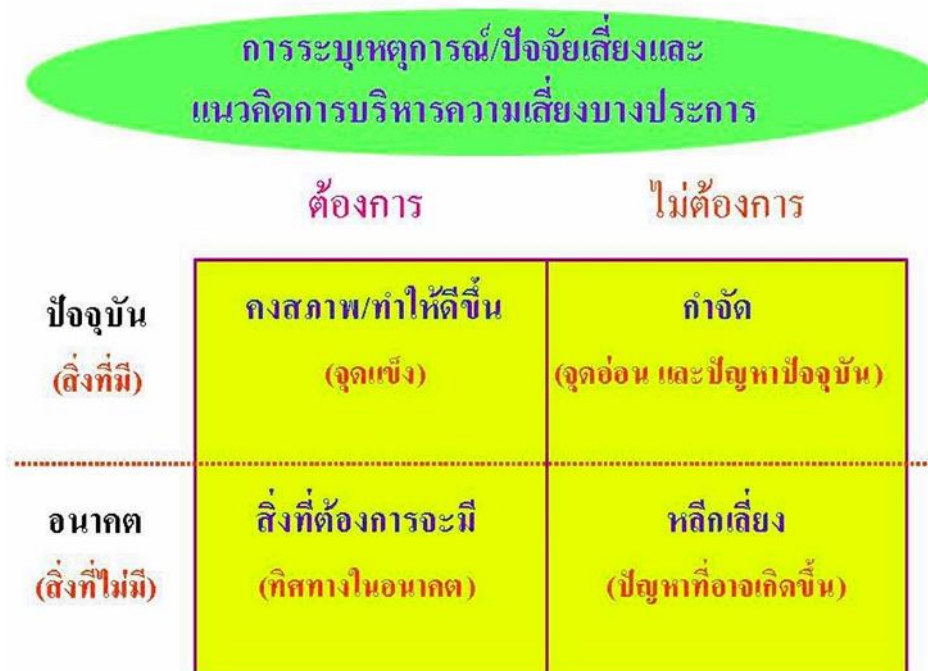 การระบุเหตุการณ์/ปัจจัยเสี่ยงและ
แนวคิดการบริหารความเสี่ยงบางประการ
ต้องการ
ไม่ต้องการ
ปัจจุบัน
(สิ่งที่มี)
คงสภาพ/ทำให้ดีขึ้น
(จุดแข็ง)
กำจัด
(จุดอ่อน และปัญหาปัจจุบัน)
อนาคต
(สิ่งที่ไม่มี)
สิ่งที่ต้องการจะมี
(ทิศทางในอนาคต)
หลีกเลี่ยง
(ปัญหาที่อาจเกิดขึ้น)